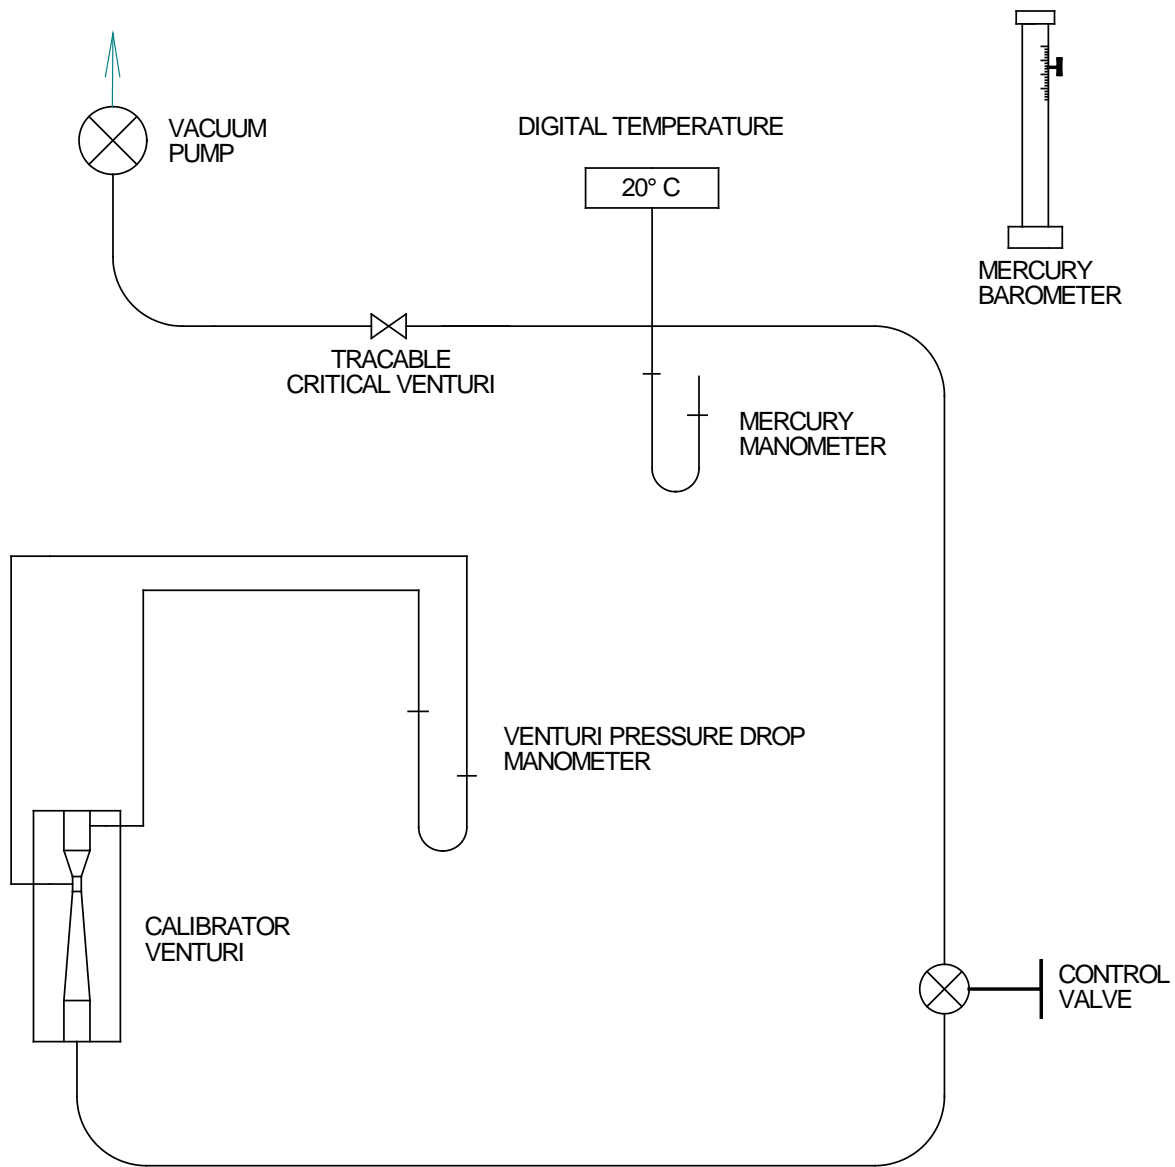 VACUUM
PUMP
DIGITAL TEMPERATURE
20° C
MERCURY
BAROMETER
TRACABLE
CRITICAL VENTURI
MERCURY
MANOMETER
VENTURI PRESSURE DROP
MANOMETER
CALIBRATOR
VENTURI
CONTROL
VALVE